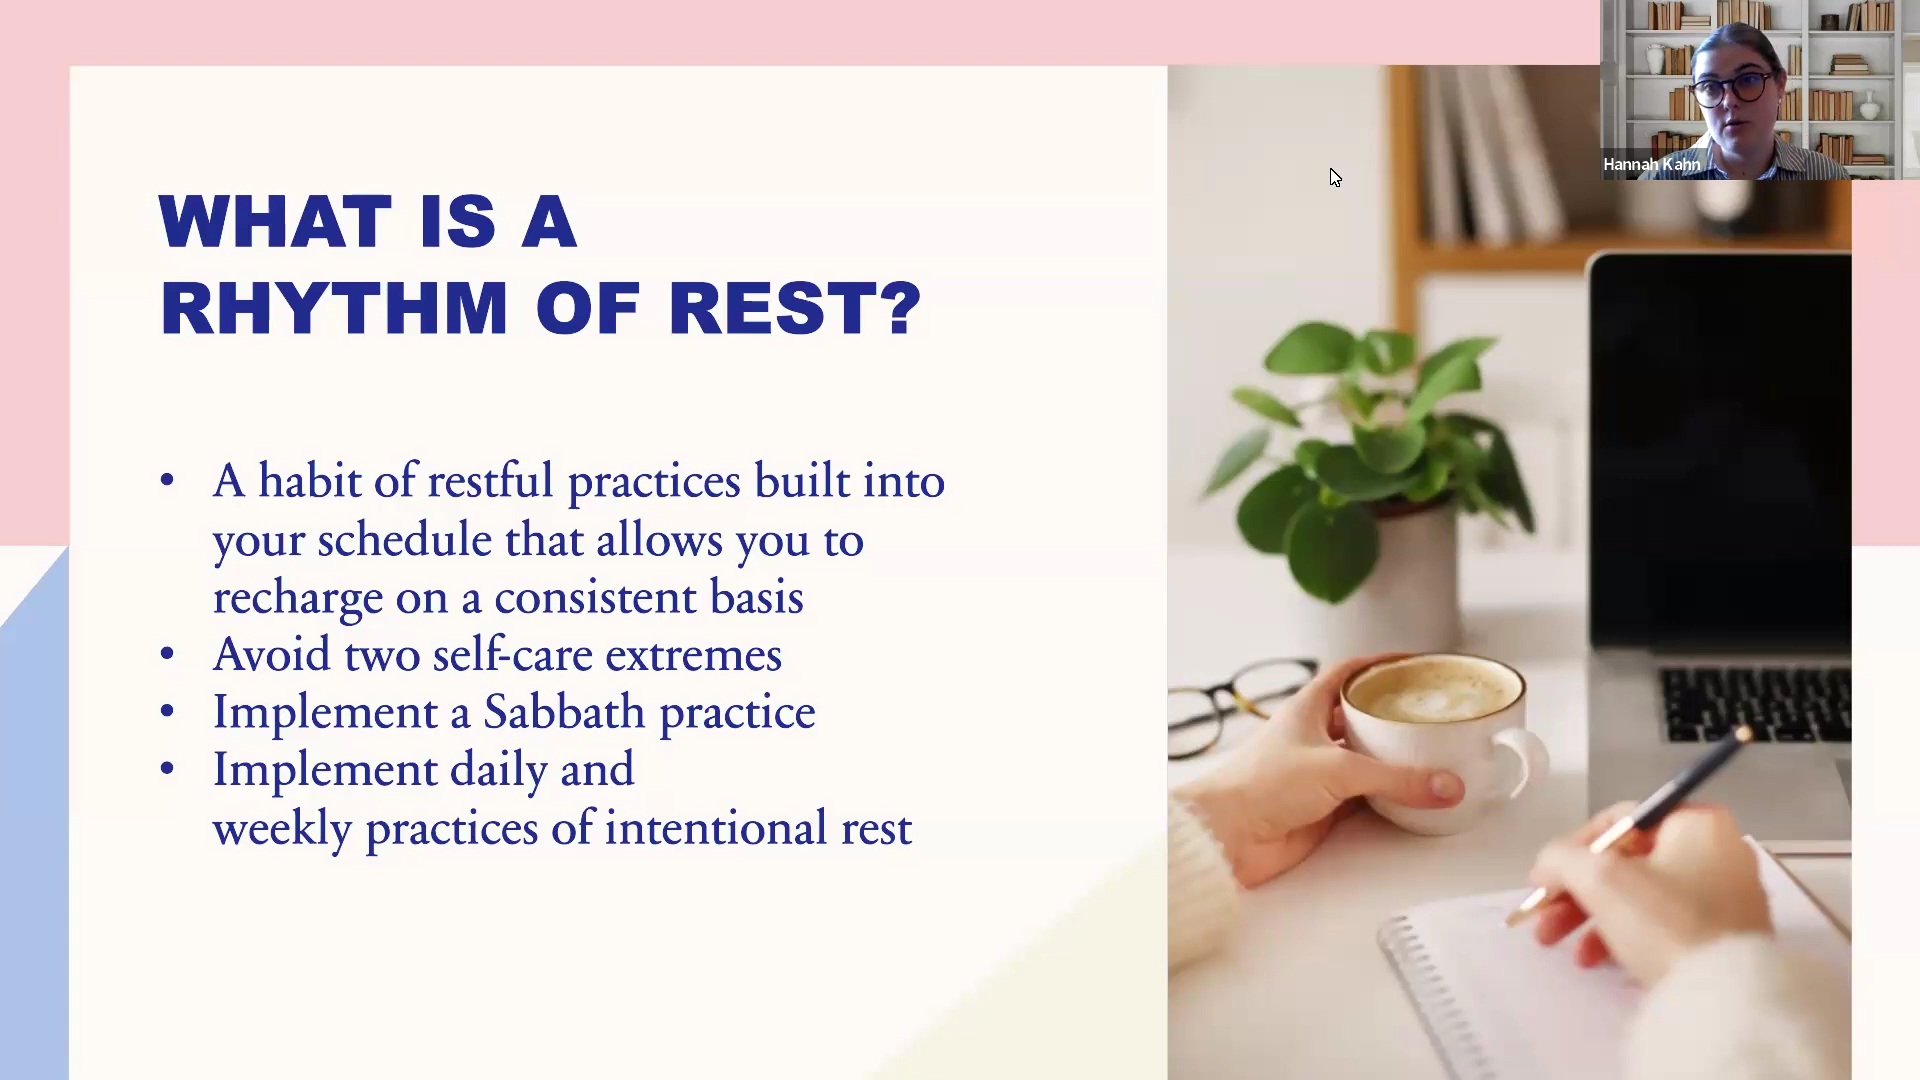 WHAT IS A
RHYTHM OF REST?
• A habit of restful practices built into
your schedule that allows you to
recharge on a consistent basis
• Avoid two self-care extremes
• Implement a Sabbath practice
• Implement daily and
weekly practices of intentional rest
Hannah Kahn